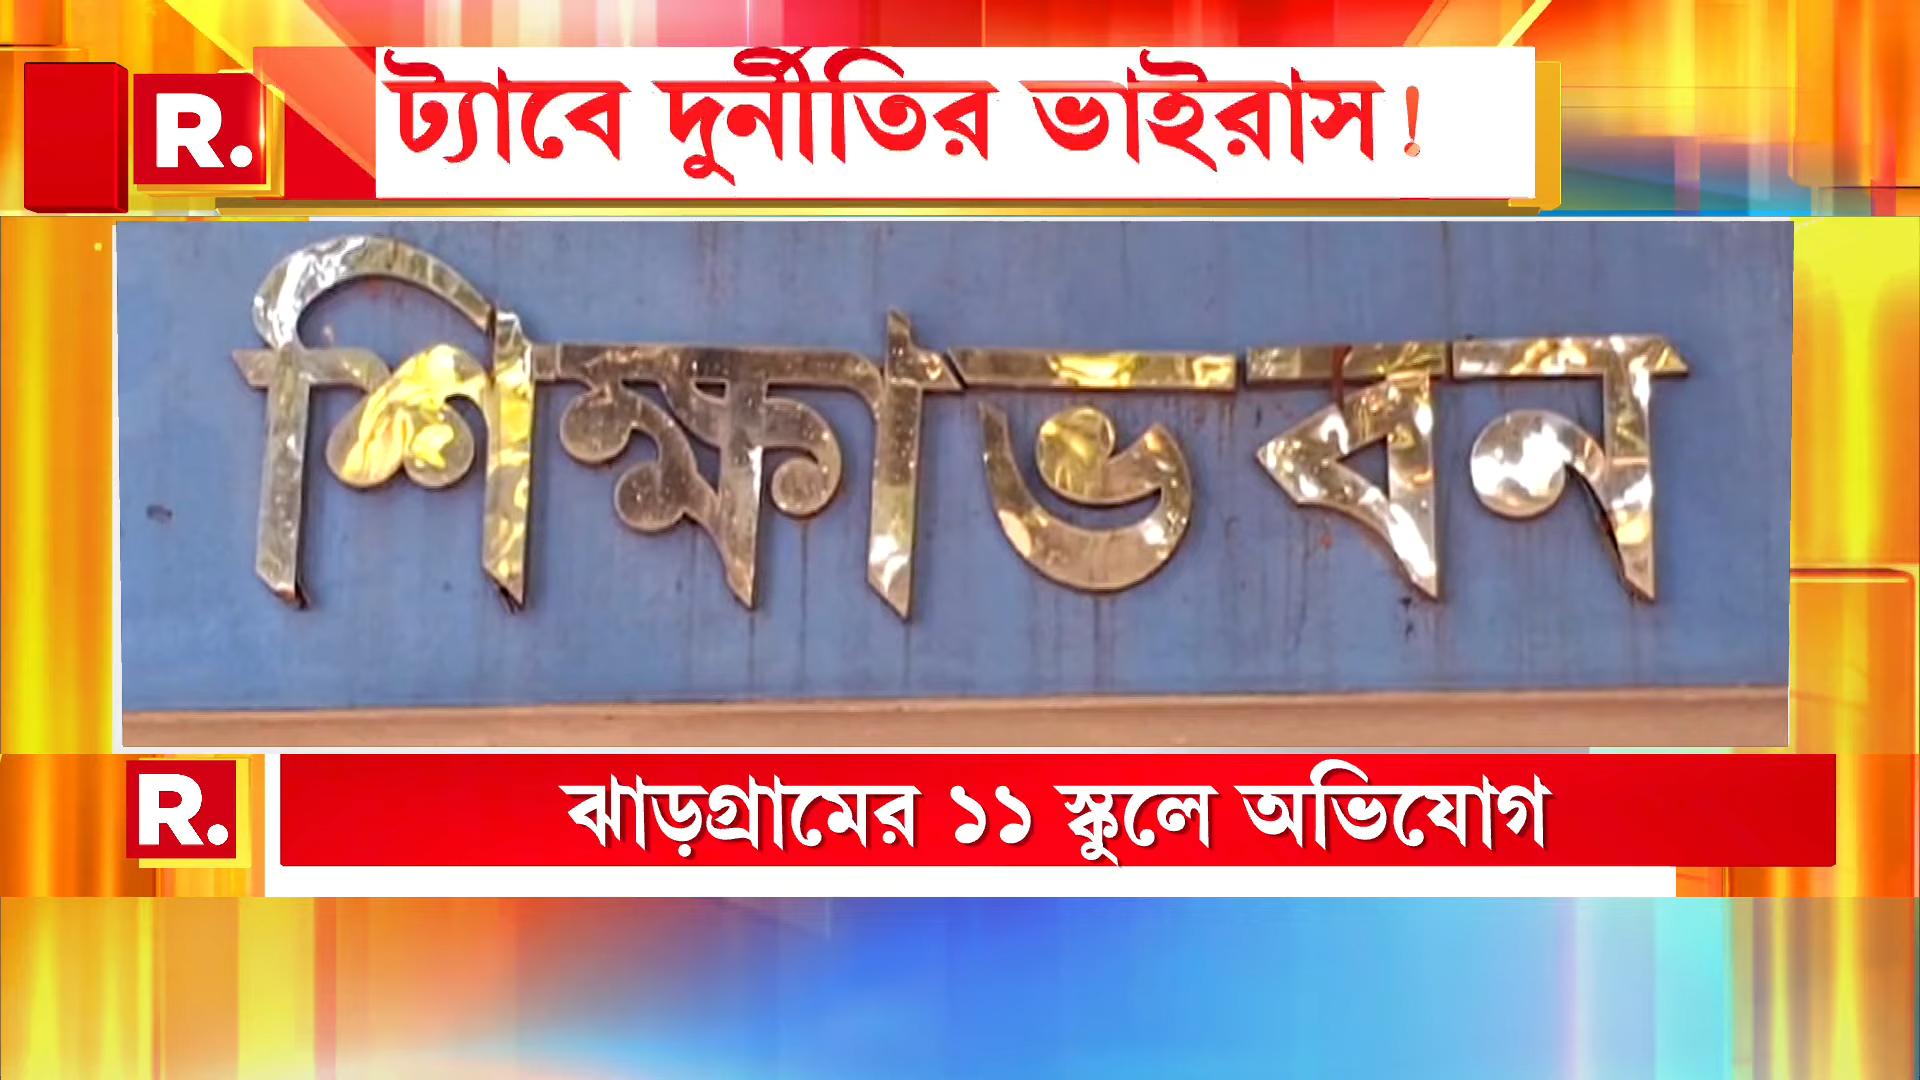 R.
ট্যাবে দুর্নীতির ভাইরাস!
শিক্ষা ভবন
R.
ঝাড়গ্রামের ১১ স্কুলে অভিযোগ